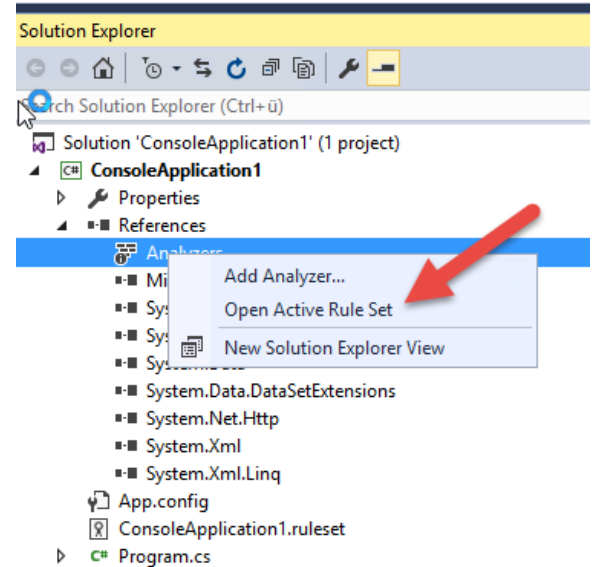 Solution Explorer
Search Solution Explorer (Ctrl+ü)
Solution 'ConsoleApplication1' (1 project)
C# ConsoleApplication1
Properties
References
Analyzers
Add Analyzer...
Open Active Rule Set
New Solution Explorer View
System.Data.DataSetExtensions
System.Net.Http
System.Xml
System.Xml.Linq
App.config
ConsoleApplication1.ruleset
C# Program.cs